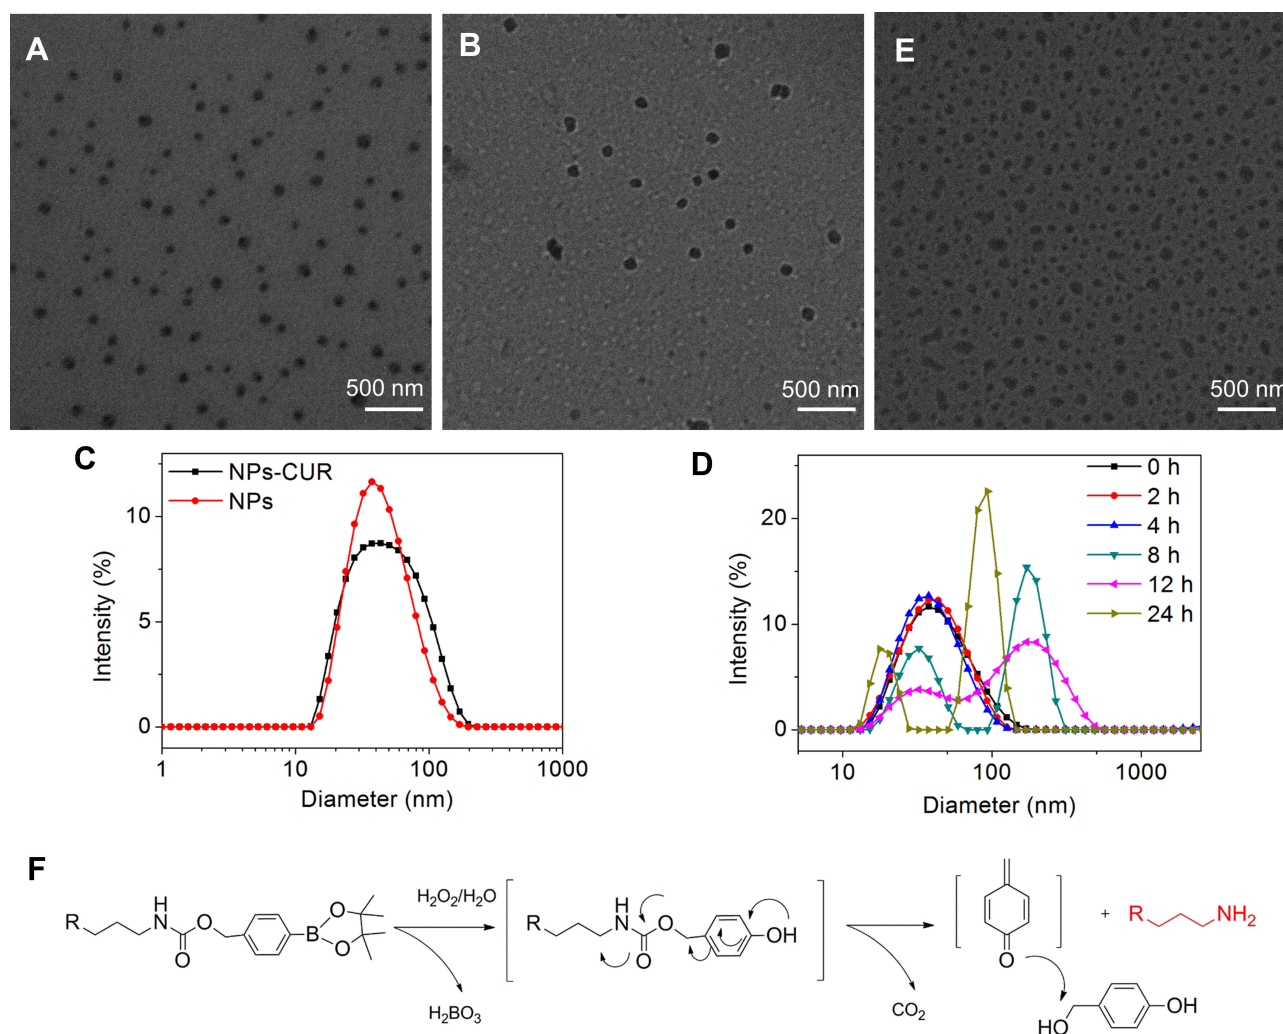 A
B
E
500 nm
500 nm
500 nm
C
NPs-CUR
NPs
Intensity (%)
10
5
0
1
10
100
1000
Diameter (nm)
D
0 h
2 h
4 h
8 h
12 h
24 h
Intensity (%)
20
10
0
10
100
1000
Diameter (nm)
F
R
H
N
O
O
B
O
O
H₂O₂/H₂O
H₂BO₃
R
H
N
O
O
OH
CO₂
O
+
R
NH₂
HO
OH